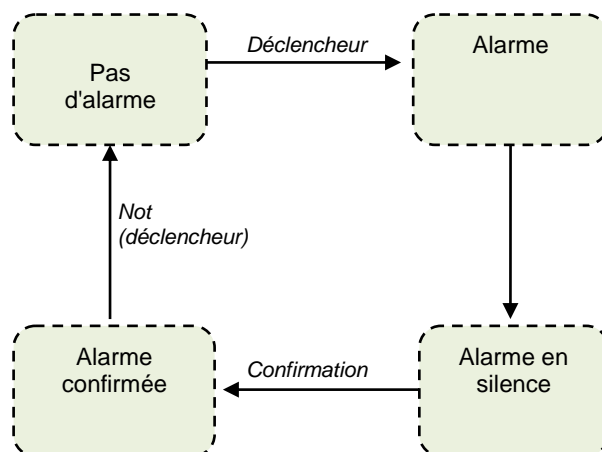 Déclencheur
Alarme
Pas
d'alarme
Not
(déclencheur)
Alarme
confirmée
Confirmation
Alarme en
silence